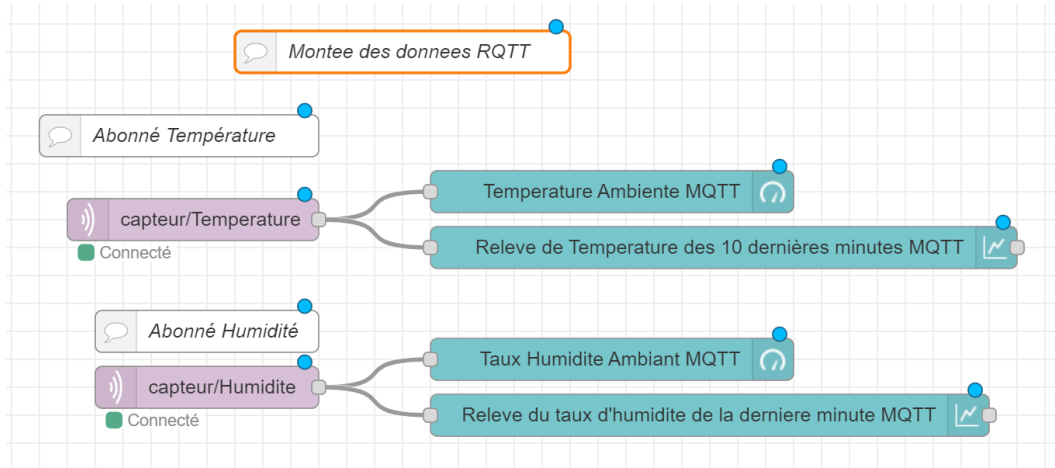 Montee des donnees RQTT
Abonné Température
Temperature Ambiente MQTT
capteur/Temperature
Releve de Temperature des 10 dernières minutes MQTT
Connecté
Abonné Humidité
Taux Humidite Ambiant MQTT
capteur/Humidite
Releve du taux d'humidite de la derniere minute MQTT
Connecté